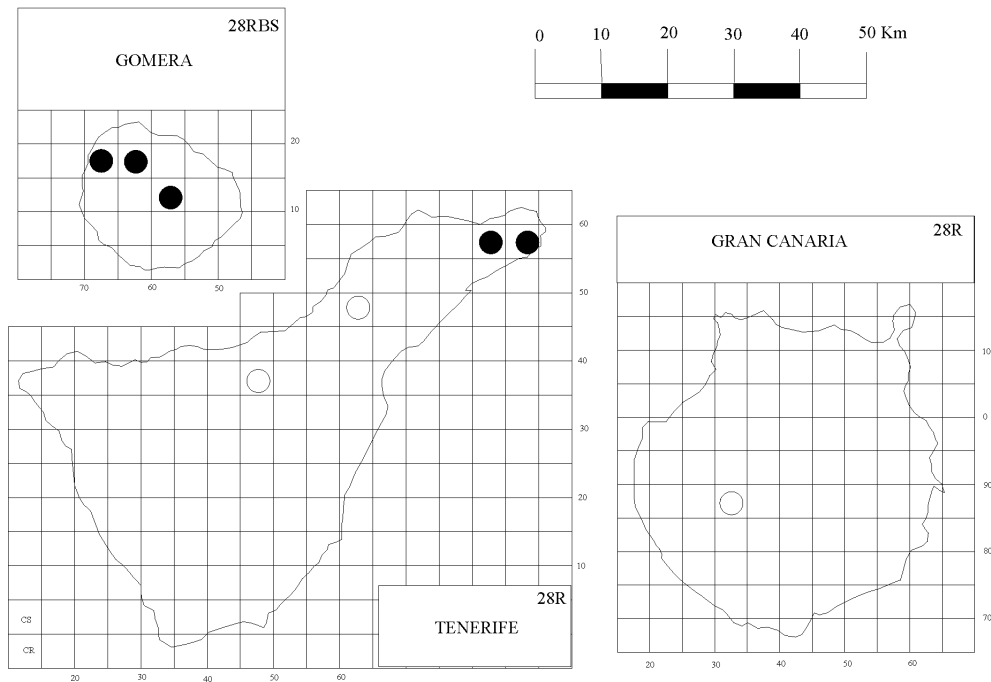 28RBS
GOMERA
20
10
70 60 50
0 10 20 30 40 50 Km
60
50
40
30
20
10
28R
TENERIFE
CS
CR
20 30 40 50 60
28R
GRAN CANARIA
10
0
90
80
70
20 30 40 50 60